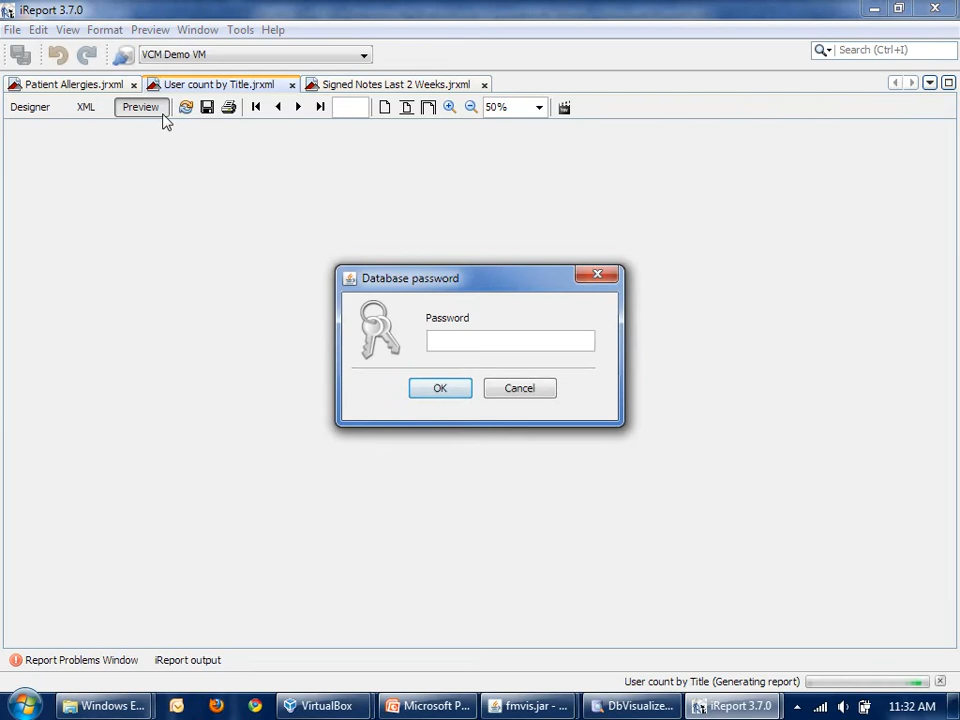 iReport 3.7.0
File Edit View Format Preview Window Tools Help
VCM Demo VM
Search (Ctrl+I)
Patient Allergies.jrxml
User count by Title.jrxml
Signed Notes Last 2 Weeks.jrxml
Designer XML Preview
50%
Database password
Password
OK
Cancel
Report Problems Window
iReport output
User count by Title (Generating report)
Windows E...
VirtualBox
Microsoft P...
fmvis.jar - ...
DbVisualize...
iReport 3.7.0
11:32 AM